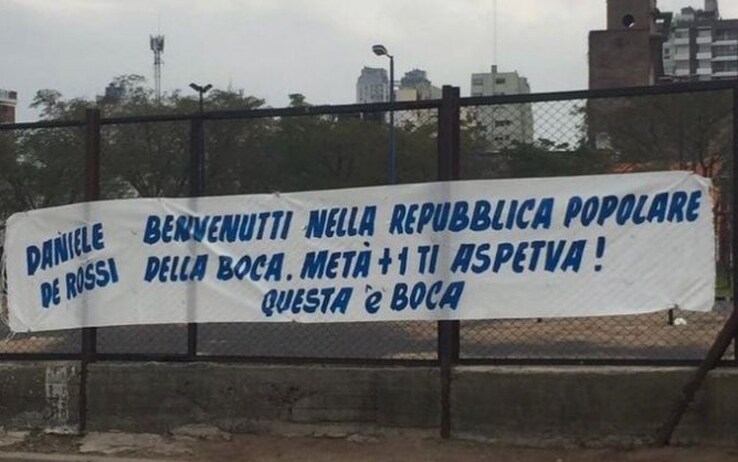 DANIELE
DE ROSSI
BENVENUTTI NELLA REPUBBLICA POPOLARE
DELLA BOCA. METÀ +1 TI ASPETVA!
QUESTA è BOCA